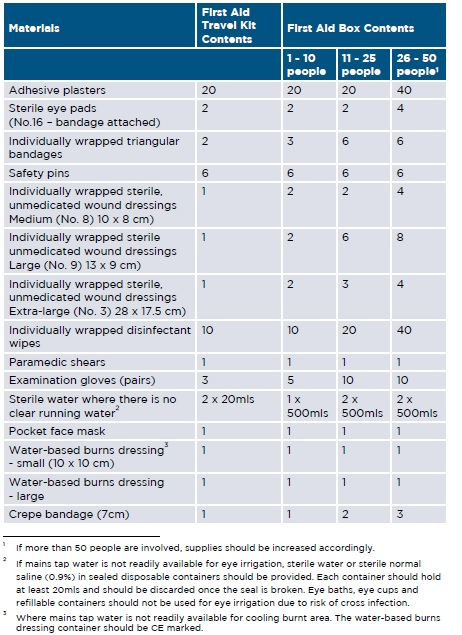 Materials First Aid Travel Kit Contents First Aid Box Contents
1 - 10 people 11 - 25 people 26 - 50 people¹
Adhesive plasters 20 20 20 40
Sterile eye pads 2 2 2 4
(No.16 – bandage attached)
Individually wrapped triangular 2 3 6 6
bandages
Safety pins 6 6 6 6
Individually wrapped sterile, 1 2 2 4
unmedicated wound dressings
Medium (No. 8) 10 x 8 cm)
Individually wrapped sterile 1 2 6 8
unmedicated wound dressings
Large (No. 9) 13 x 9 cm)
Individually wrapped sterile, 1 2 3 4
unmedicated wound dressings
Extra-large (No. 3) 28 x 17.5 cm)
Individually wrapped disinfectant 10 10 20 40
wipes
Paramedic shears 1 1 1 1
Examination gloves (pairs) 3 5 10 10
Sterile water where there is no 2 x 20mls 1 x 2 x 2 x
clear running water² 500mls 500mls 500mls
Pocket face mask 1 1 1 1
Water-based burns dressing³ 1 1 1 1
- small (10 x 10 cm)
Water-based burns dressing 1 1 1 1
- large
Crepe bandage (7cm) 1 1 2 3
¹ If more than 50 people are involved, supplies should be increased accordingly.
² If mains tap water is not readily available for eye irrigation, sterile water or sterile normal
saline (0.9%) in sealed disposable containers should be provided. Each container should hold
at least 20mls and should be discarded once the seal is broken. Eye baths, eye cups and
refillable containers should not be used for eye irrigation due to risk of cross infection.
³ Where mains tap water is not readily available for cooling burnt area. The water-based burns
dressing container should be CE marked.